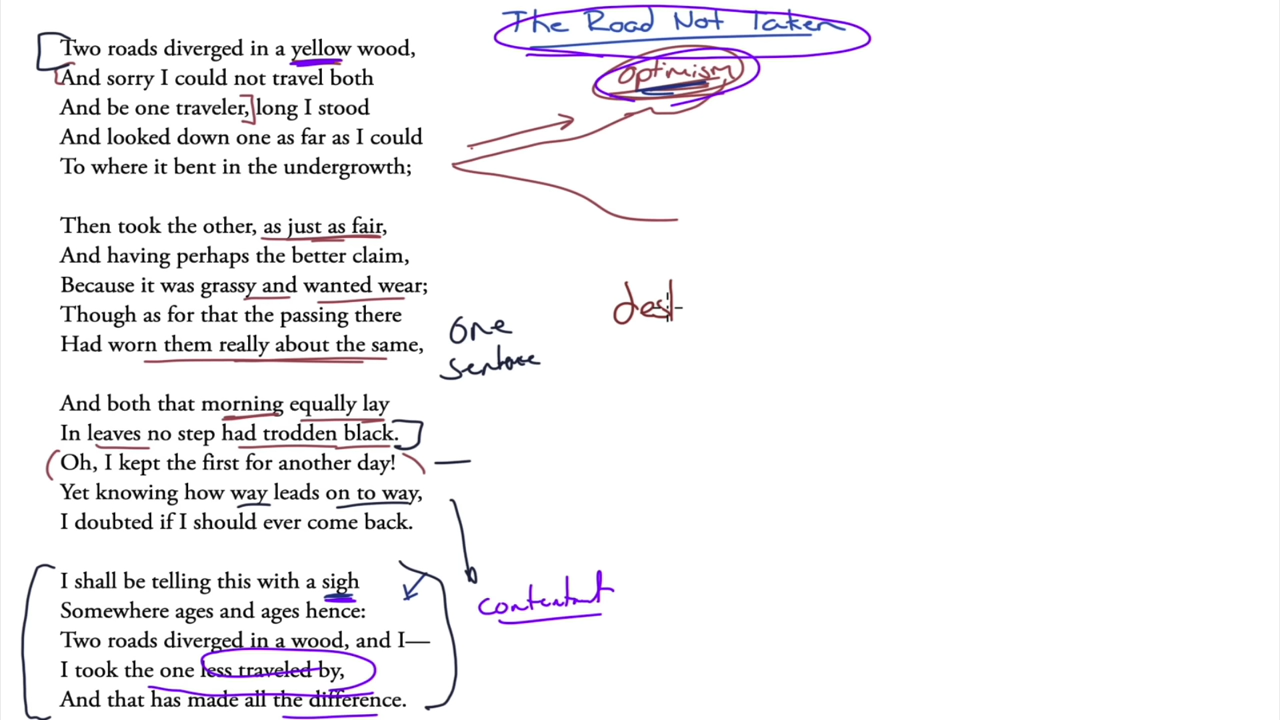 The Road Not Taken
optimism
Two roads diverged in a yellow wood,
And sorry I could not travel both
And be one traveler, long I stood
And looked down one as far as I could
To where it bent in the undergrowth;
Then took the other, as just as fair,
And having perhaps the better claim,
Because it was grassy and wanted wear;
Though as for that the passing there
Had worn them really about the same,
one
And both that morning equally lay
In leaves no step had trodden black.
Oh, I kept the first for another day!
Yet knowing how way leads on to way,
I doubted if I should ever come back.
I shall be telling this with a sigh
Somewhere ages and ages hence:
Two roads diverged in a wood, and I—
I took the one less traveled by,
And that has made all the difference.